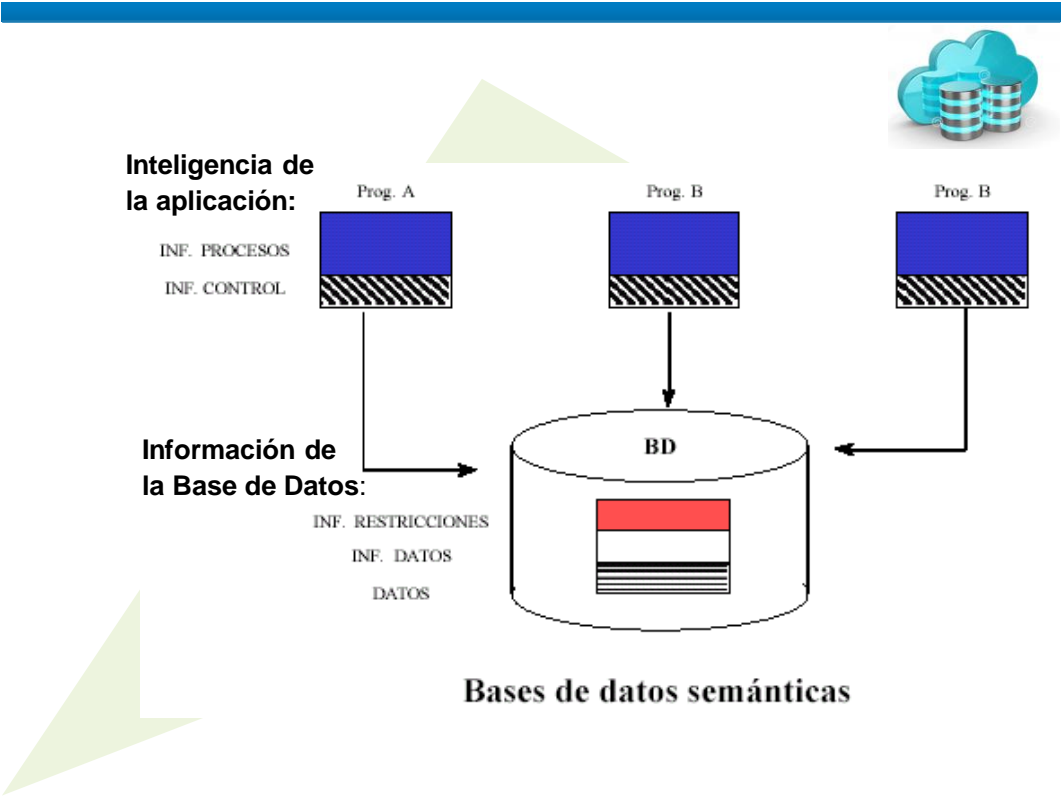 Inteligencia de
la aplicación:
Prog. A
Prog. B
Prog. B
INF. PROCESOS
INF. CONTROL
Información de
la Base de Datos:
BD
INF. RESTRICCIONES
INF. DATOS
DATOS
Bases de datos semánticas